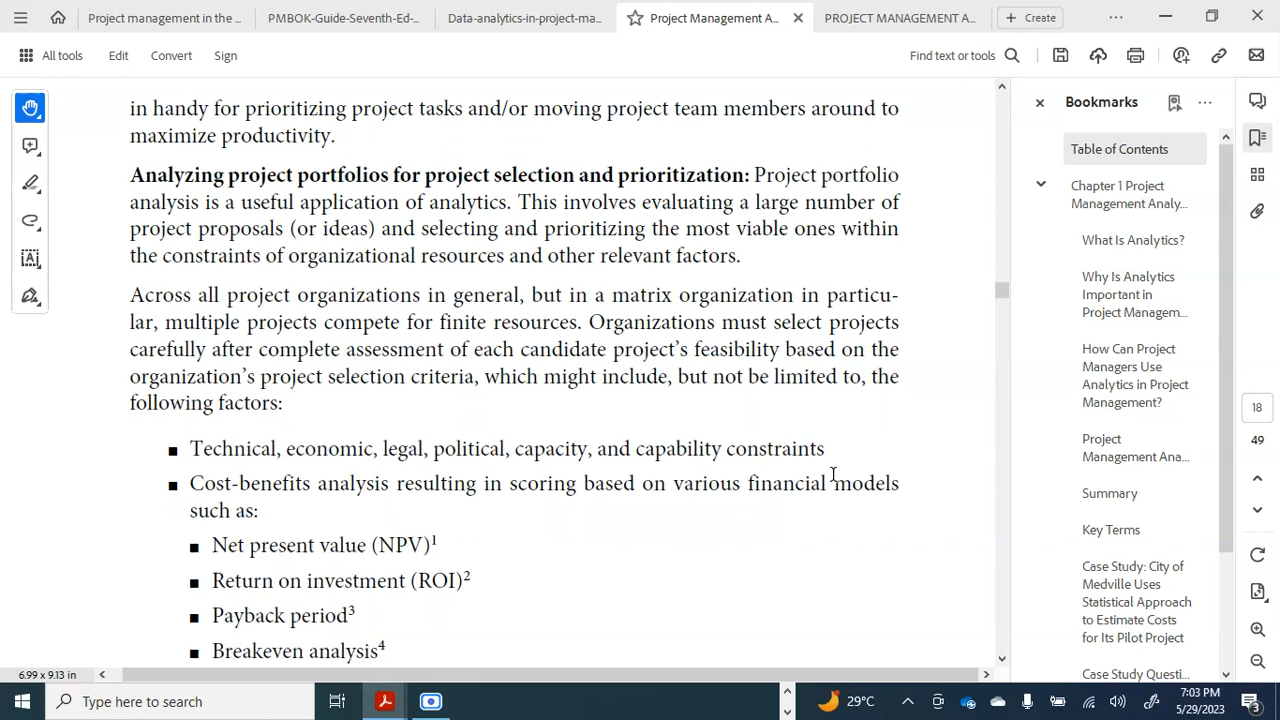 Project management in the ...
PMBOK-Guide-Seventh-Ed-...
Data-analytics-in-project-ma...
Project Management A...
PROJECT MANAGEMENT A...
Create
All tools
Edit
Convert
Sign
Find text or tools
in handy for prioritizing project tasks and/or moving project team members around to
maximize productivity.
Analyzing project portfolios for project selection and prioritization: Project portfolio
analysis is a useful application of analytics. This involves evaluating a large number of
project proposals (or ideas) and selecting and prioritizing the most viable ones within
the constraints of organizational resources and other relevant factors.
Across all project organizations in general, but in a matrix organization in particu-
lar, multiple projects compete for finite resources. Organizations must select projects
carefully after complete assessment of each candidate project’s feasibility based on the
organization’s project selection criteria, which might include, but not be limited to, the
following factors:
■ Technical, economic, legal, political, capacity, and capability constraints
■ Cost-benefits analysis resulting in scoring based on various financial models
such as:
■ Net present value (NPV)1
■ Return on investment (ROI)2
■ Payback period3
■ Breakeven analysis4
6.99 x 9.13 in
Bookmarks
Table of Contents
Chapter 1 Project
Management Analy...
What Is Analytics?
Why Is Analytics
Important in
Project Managem...
How Can Project
Managers Use
Analytics in Project
Management?
Project
Management Ana...
Summary
Key Terms
Case Study: City of
Medville Uses
Statistical Approach
to Estimate Costs
for Its Pilot Project
Case Study Questi...
18
49
Type here to search
29°C
7:03 PM
5/29/2023
3